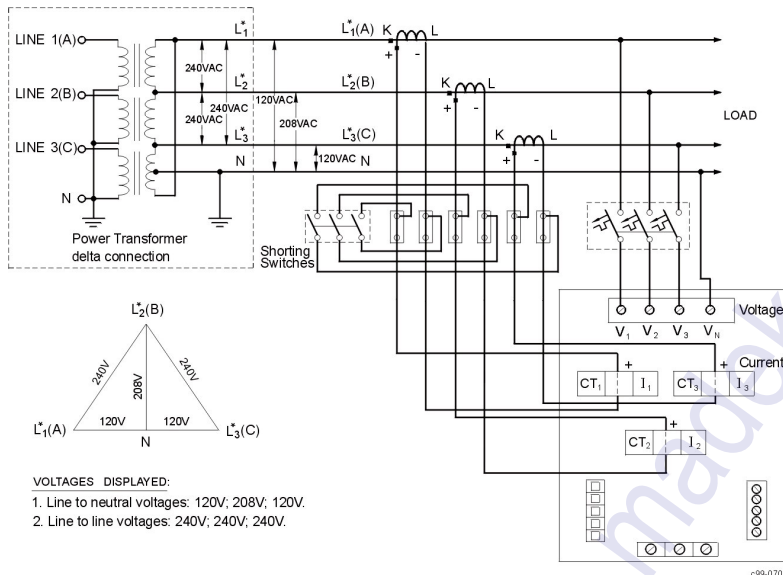 LINE 1(A)
LINE 2(B)
LINE 3(C)
N
L*1
L*2
L*3
N
240VAC
240VAC
240VAC
120VAC
208VAC
120VAC
N
L*1(A)
L*2(B)
L*3(C)
K
L
+
-
K
L
+
-
K
L
+
-
LOAD
Power Transformer
delta connection
Shorting
Switches
Voltage
V1
V2
V3
VN
Current
+
CT1
I1
+
CT3
I3
+
CT2
I2
L*2(B)
240V
208V
240V
L*1(A)
120V
120V
L*3(C)
N
VOLTAGES DISPLAYED:
1. Line to neutral voltages: 120V; 208V; 120V.
2. Line to line voltages: 240V; 240V; 240V.
madek